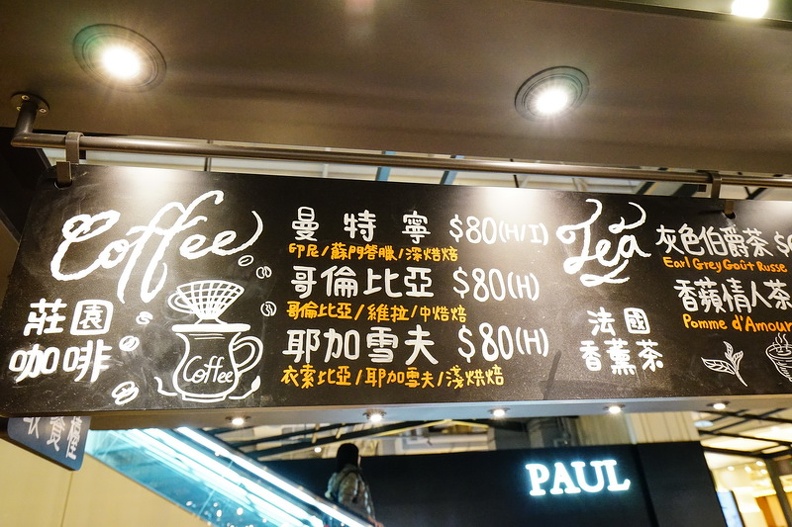 Coffee
莊園
咖啡
Coffee
曼特寧 $80(H/I)
印尼/蘇門答臘/深焙焙
哥倫比亞 $80(H)
哥倫比亞/維拉/中焙焙
耶加雪夫 $80(H)
衣索比亞/耶加雪夫/淺烘焙
Tea
法國
香薰茶
灰色伯爵茶
Earl Grey Goût Russe
香蘋情人茶
Pomme d'Amour
PAUL